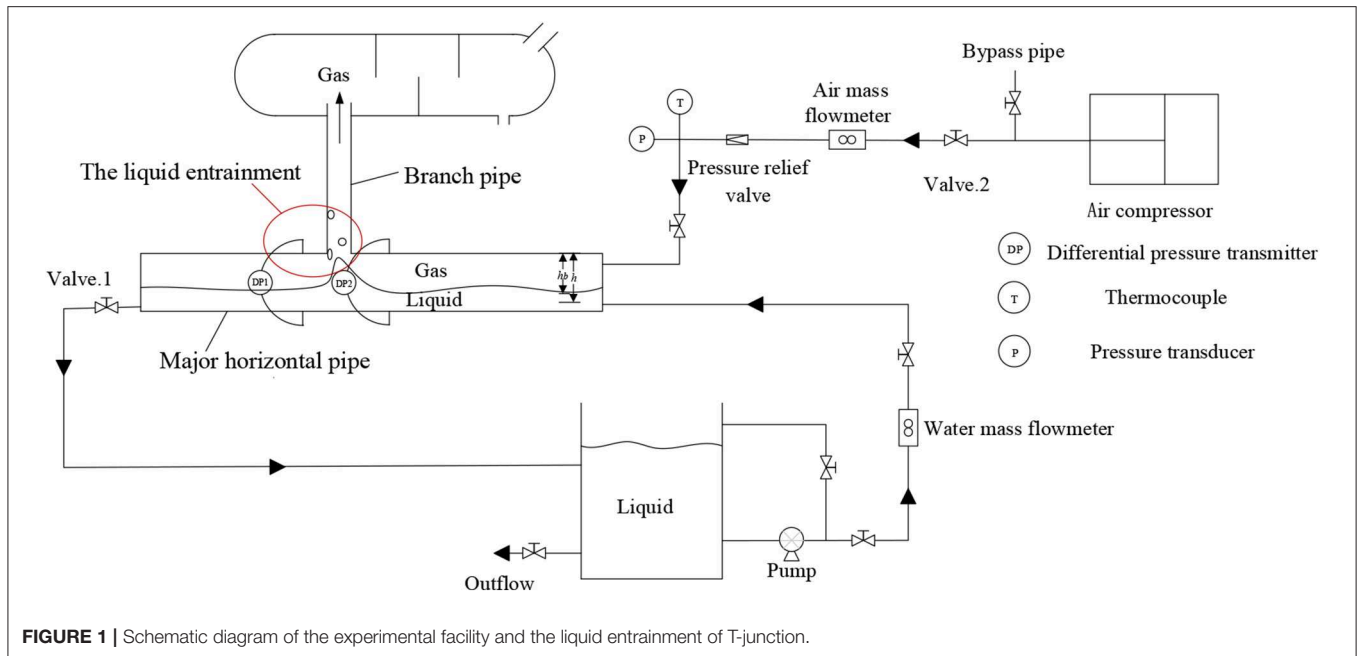 Gas
Bypass pipe
Air mass
flowmeter
T
P
The liquid entrainment
Branch pipe
Pressure relief
valve
Valve.2
Air compressor
DP
Differential pressure transmitter
Valve.1
DP1
DP2
Gas
hb
h
Liquid
T
Thermocouple
Major horizontal pipe
P
Pressure transducer
Water mass flowmeter
Liquid
Outflow
Pump
FIGURE 1 | Schematic diagram of the experimental facility and the liquid entrainment of T-junction.